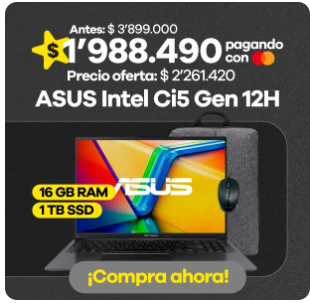 Antes: $ 3'899.000
$1'988.490 pagando con
Precio oferta: $ 2'261.420
ASUS Intel Ci5 Gen 12H
16 GB RAM
1 TB SSD
ASUS
¡Compra ahora!